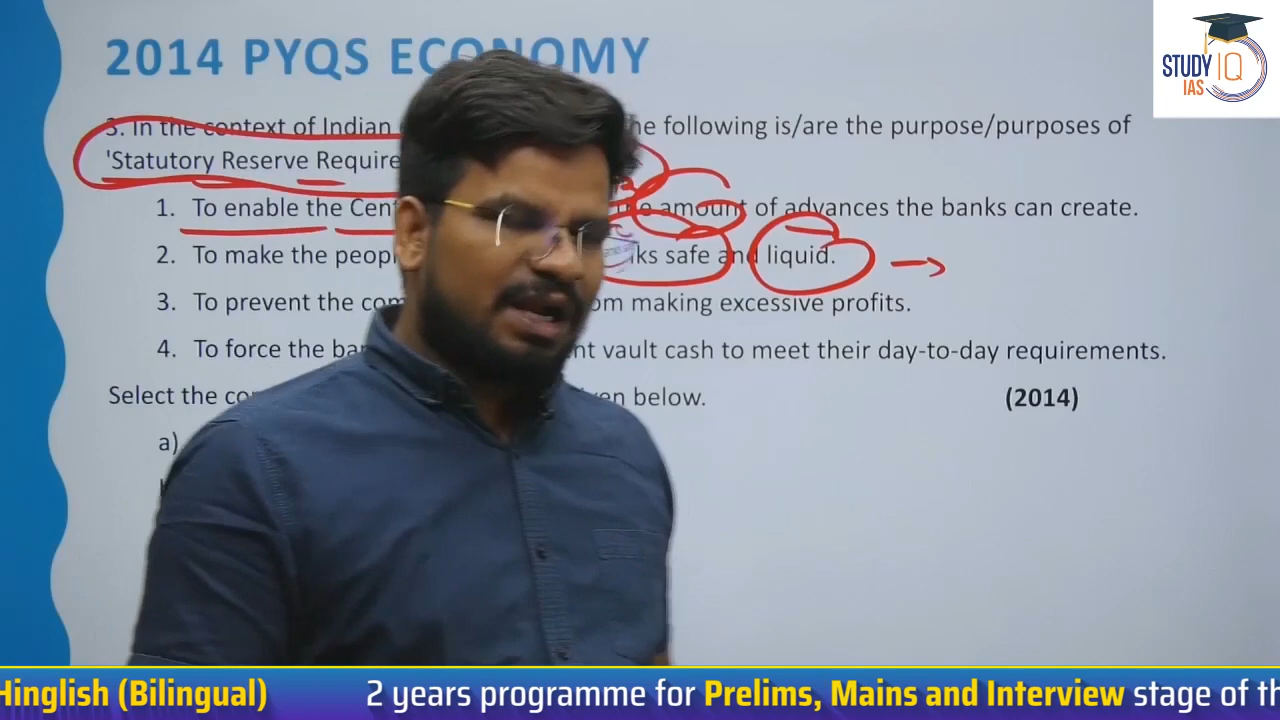 2014 PYQS ECONOMY
STUDY IQ
IAS
3. In the context of Indian he following is/are the purpose/purposes of
'Statutory Reserve Require
1. To enable the Cent the amount of advances the banks can create.
2. To make the peopl ks safe and liquid.
3. To prevent the com om making excessive profits.
4. To force the ba nt vault cash to meet their day-to-day requirements.
Select the co en below. (2014)
a)
Hinglish (Bilingual) 2 years programme for Prelims, Mains and Interview stage of th